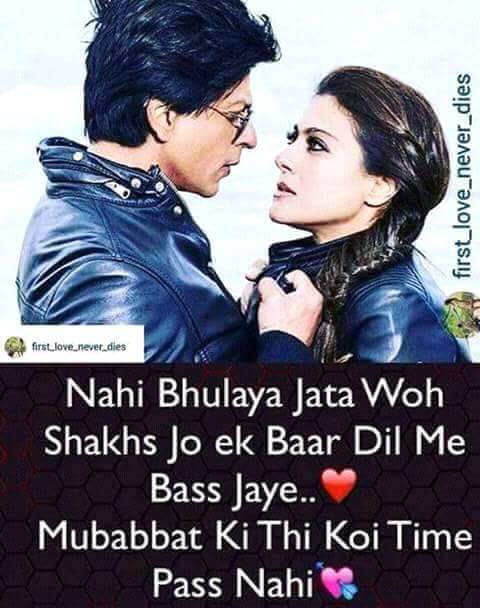 first_love_never_dies
first_love_never_dies
Nahi Bhulaya Jata Woh
Shakhs Jo ek Baar Dil Me
Bass Jaye..❤️
Mubabbat Ki Thi Koi Time
Pass Nahi💘